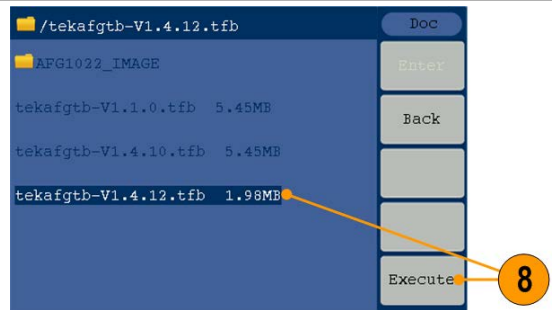 /tekafgtb-V1.4.12.tfb
Doc
AFG1022_IMAGE
Enter
tekafgtb-V1.1.0.tfb 5.45MB
Back
tekafgtb-V1.4.10.tfb 5.45MB
tekafgtb-V1.4.12.tfb 1.98MB
Execute
8